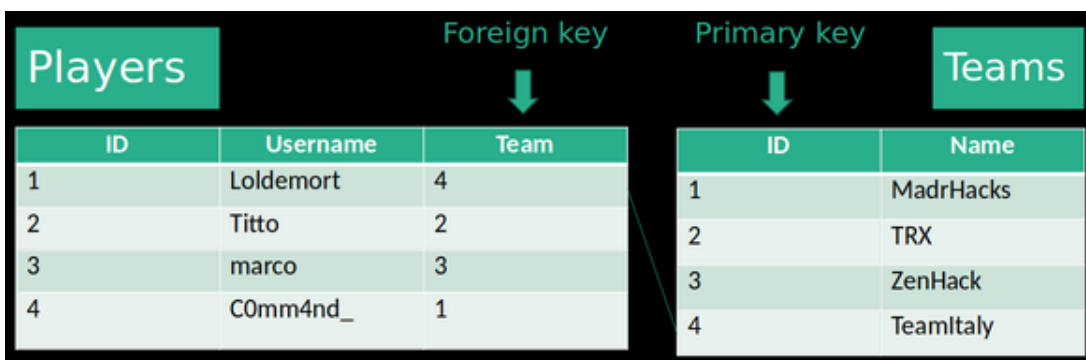 Foreign key
Primary key
Players
Teams
ID Username Team
1 Loldemort 4
2 Titto 2
3 marco 3
4 C0mm4nd_ 1
ID Name
1 MadrHacks
2 TRX
3 ZenHack
4 TeamItaly